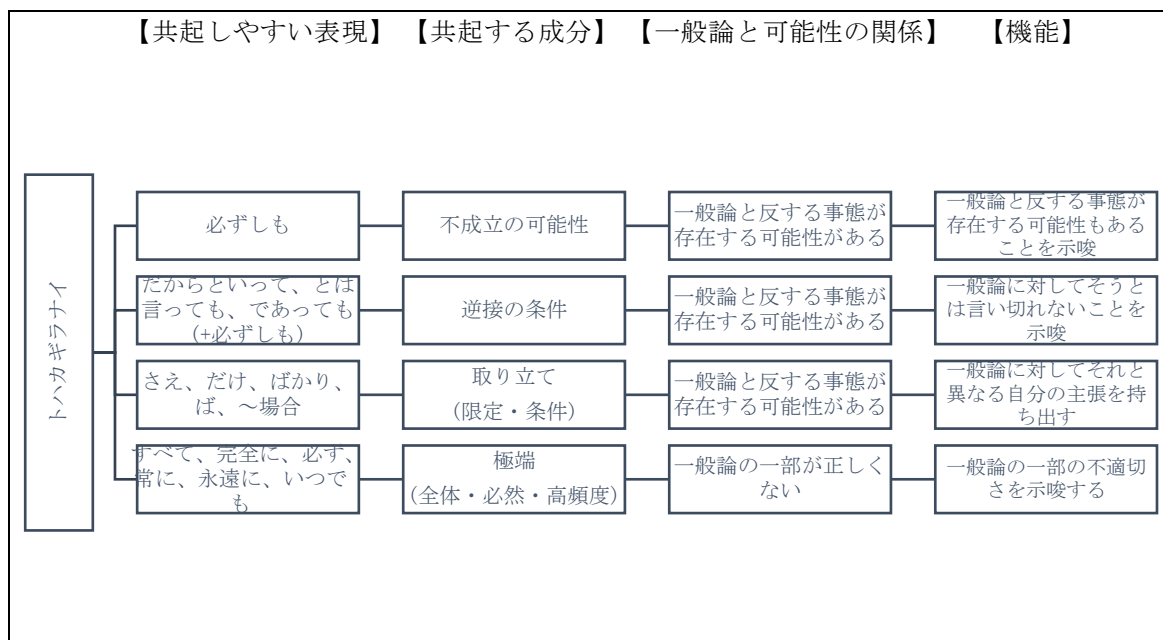 【共起しやすい表現】 【共起する成分】 【一般論と可能性の関係】 【機能】
トハカギラナイ
必ずしも
不成立の可能性
一般論と反する事態が
存在する可能性がある
一般論と反する事態が
存在する可能性もある
ことを示唆
だからといって、とは
言っても、であっても
(+必ずしも)
逆接の条件
一般論と反する事態が
存在する可能性がある
一般論に対してそうと
は言い切れないことを
示唆
さえ、だけ、ばかり、
ば、～場合
取り立て
(限定・条件)
一般論と反する事態が
存在する可能性がある
一般論に対してそれと
異なる自分の主張を持
ち出す
すべて、完全に、必ず、
常に、永遠に、いつで
も
極端
(全体・必然・高頻度)
一般論の一部が正しく
ない
一般論の一部の不適切
さを示唆する